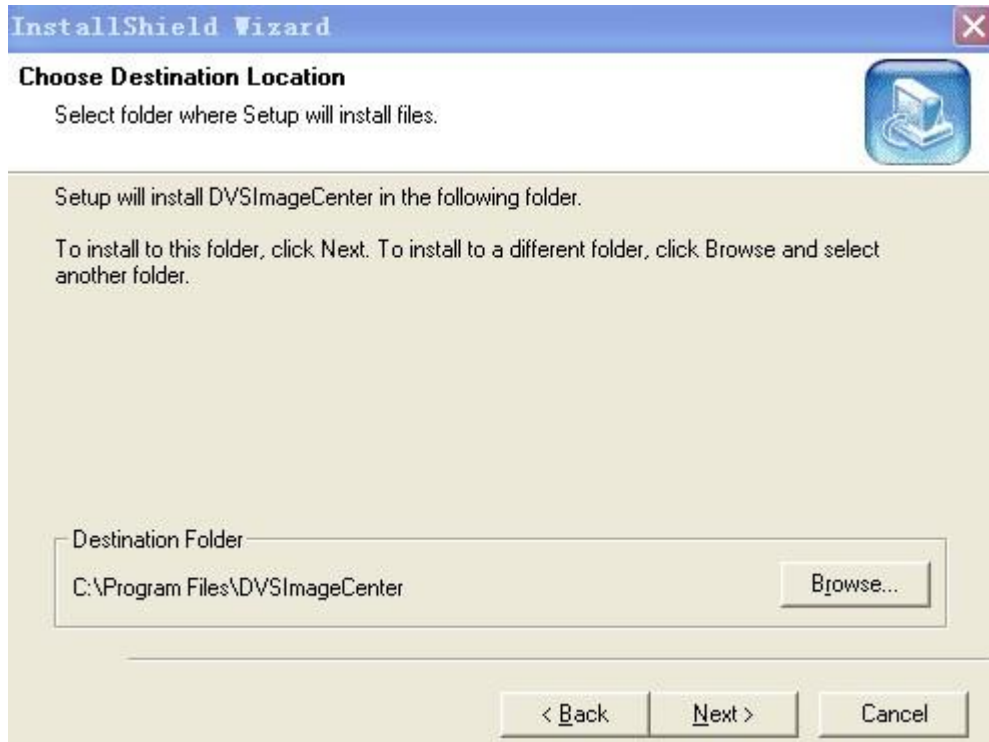 InstallShield Wizard
Choose Destination Location
Select folder where Setup will install files.
Setup will install DVSImageCenter in the following folder.
To install to this folder, click Next. To install to a different folder, click Browse and select
another folder.
Destination Folder
C:\Program Files\DVSImageCenter
Browse...
< Back
Next >
Cancel